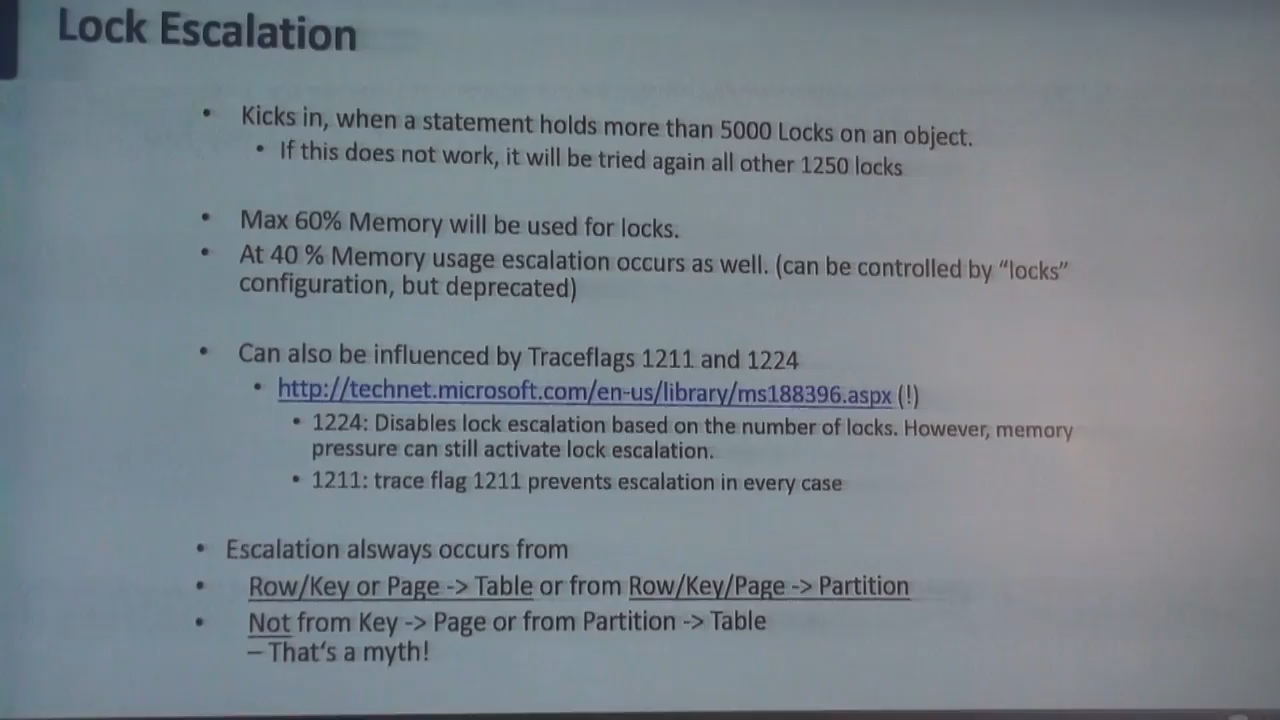 Lock Escalation
• Kicks in, when a statement holds more than 5000 Locks on an object.
• If this does not work, it will be tried again all other 1250 locks
• Max 60% Memory will be used for locks.
• At 40 % Memory usage escalation occurs as well. (can be controlled by “locks”
configuration, but deprecated)
• Can also be influenced by Traceflags 1211 and 1224
• http://technet.microsoft.com/en-us/library/ms188396.aspx (!)
• 1224: Disables lock escalation based on the number of locks. However, memory
pressure can still activate lock escalation.
• 1211: trace flag 1211 prevents escalation in every case
• Escalation alsways occurs from
• Row/Key or Page -> Table or from Row/Key/Page -> Partition
• Not from Key -> Page or from Partition -> Table
– That‘s a myth!